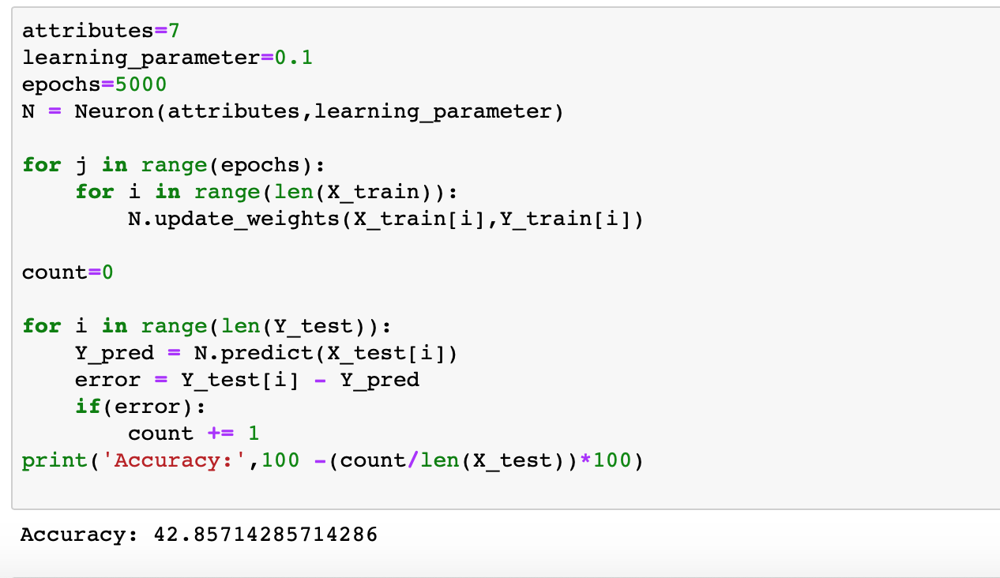 attributes=7
learning_parameter=0.1
epochs=5000
N = Neuron(attributes,learning_parameter)
for j in range(epochs):
    for i in range(len(X_train)):
        N.update_weights(X_train[i],Y_train[i])
count=0
for i in range(len(Y_test)):
    Y_pred = N.predict(X_test[i])
    error = Y_test[i] - Y_pred
    if(error):
        count += 1
print('Accuracy:',100 -(count/len(X_test))*100)
Accuracy: 42.85714285714286